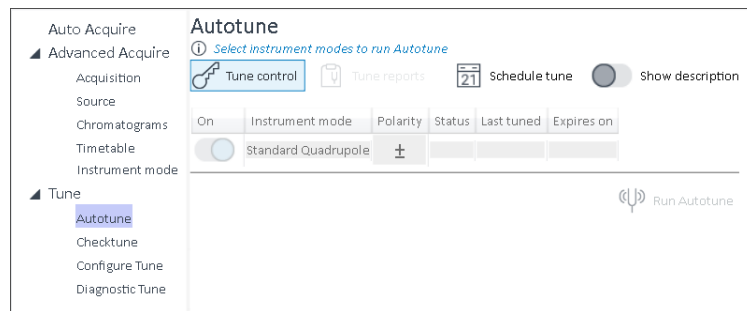 Auto Acquire
Advanced Acquire
Acquisition
Source
Chromatograms
Timetable
Instrument mode
Tune
Autotune
Checktune
Configure Tune
Diagnostic Tune
Autotune
Select instrument modes to run Autotune
Tune control Tune reports 21 Schedule tune Show description
On Instrument mode Polarity Status Last tuned Expires on
Standard Quadrupole ±
Run Autotune